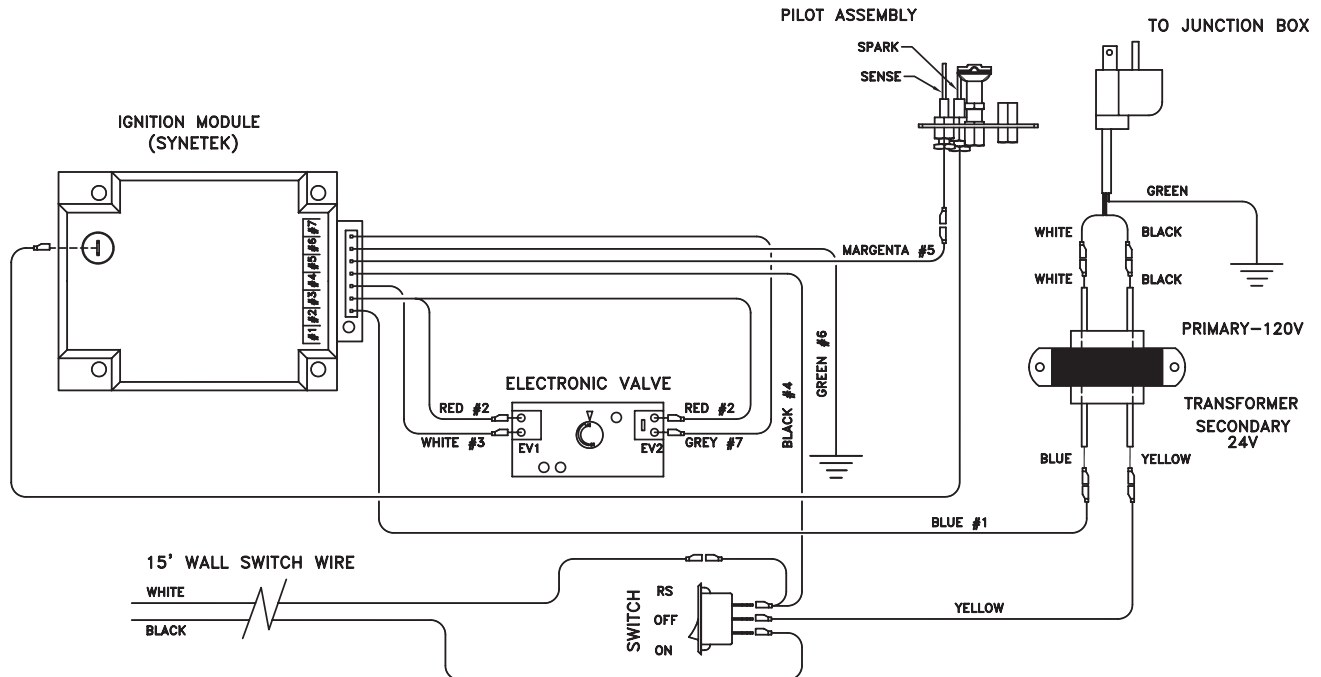 PILOT ASSEMBLY
TO JUNCTION BOX
SPARK
SENSE
IGNITION MODULE
(SYNETEK)
#7
#6
#5
#4
#3
#2
#1
GREEN
WHITE
BLACK
MARGENTA #5
WHITE
BLACK
PRIMARY-120V
GREEN #6
BLACK #4
ELECTRONIC VALVE
RED #2
RED #2
WHITE #3
EV1
EV2
GREY #7
TRANSFORMER
SECONDARY
24V
BLUE
YELLOW
BLUE #1
15' WALL SWITCH WIRE
WHITE
BLACK
SWITCH
RS
OFF
ON
YELLOW